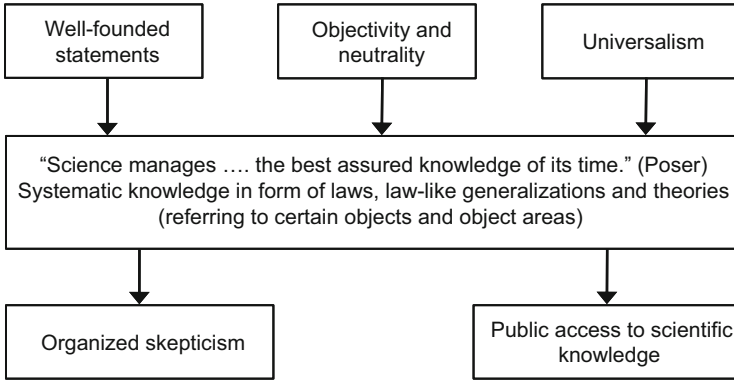 Well-founded
statements
Objectivity and
neutrality
Universalism
“Science manages …. the best assured knowledge of its time.” (Poser)
Systematic knowledge in form of laws, law-like generalizations and theories
(referring to certain objects and object areas)
Organized skepticism
Public access to scientific
knowledge